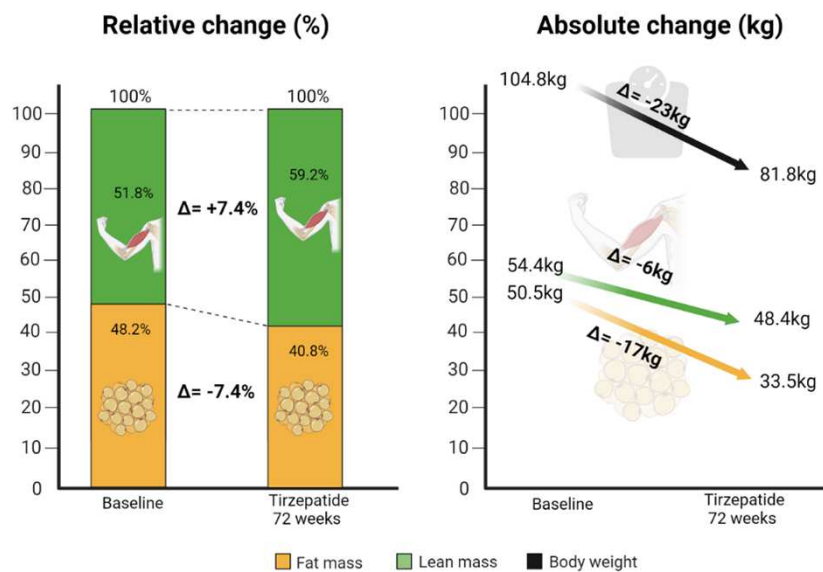 Relative change (%)
100
90
80
70
60
50
40
30
20
10
0
100%
100%
51.8%
59.2%
Δ= +7.4%
48.2%
40.8%
Δ= -7.4%
Baseline
Tirzepatide
72 weeks
Absolute change (kg)
100
90
80
70
60
50
40
30
20
10
0
104.8kg
Δ= -23kg
81.8kg
54.4kg
Δ= -6kg
50.5kg
48.4kg
Δ= -17kg
33.5kg
Baseline
Tirzepatide
72 weeks
Fat mass
Lean mass
Body weight